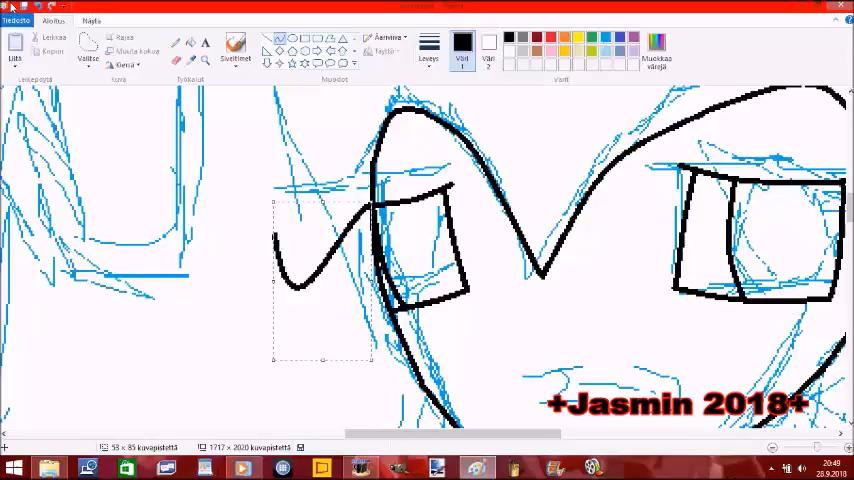 Tiedosto Aloitus Näytä
Liitä
Leikkaa
Kopioi
Leikepöytä
Valitse
Rajaa
Muuta kokoa
Kierrä
Kuva
A
Työkalut
Siveltimet
Ääriviiva
Täyttö
Muodot
Leveys
Väri 1
Väri 2
Muokkaa värejä
Värit
+Jasmin 2018+
53 × 85 kuvapistettä
1717 × 2020 kuvapistettä
20:49
28.9.2018